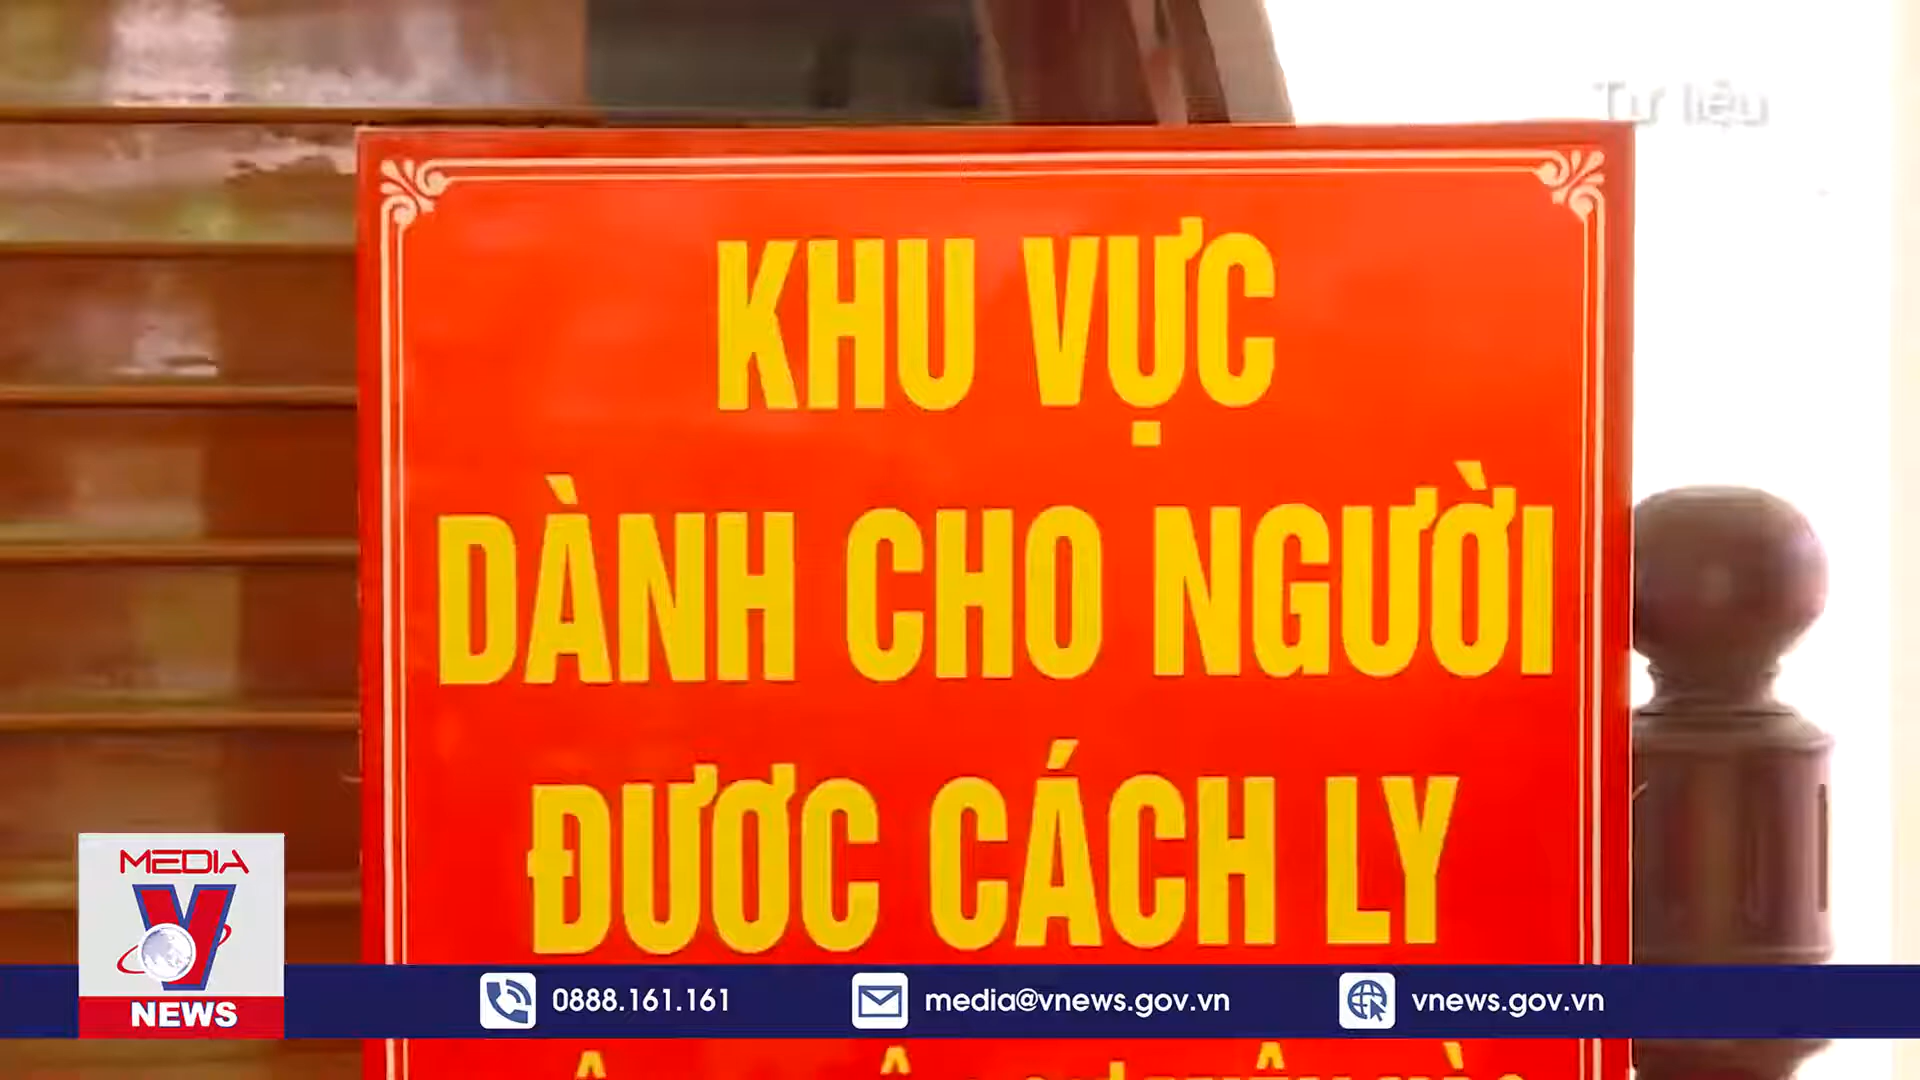 Tư liệu
KHU VỰC
DÀNH CHO NGƯỜI
ĐƯƠC CÁCH LY
MEDIA
V
NEWS
0888.161.161
media@vnews.gov.vn
vnews.gov.vn